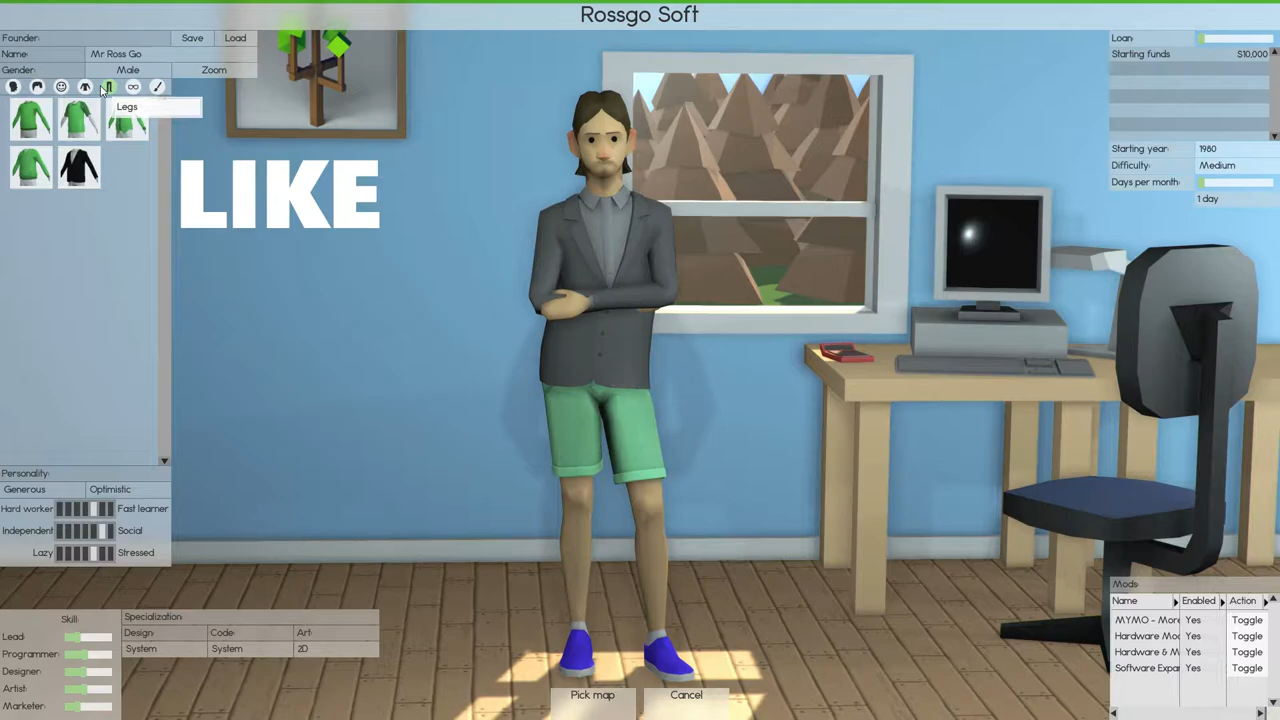 Rossgo Soft
Founder:
Save
Load
Name:
Mr Ross Go
Gender:
Male
Zoom
Legs
LIKE
Loan:
Starting funds
$10,000
Starting year:
1980
Difficulty:
Medium
Days per month:
1 day
Personality:
Generous
Optimistic
Hard worker
Fast learner
Independent
Social
Lazy
Stressed
Skill
Lead:
Programmer:
Designer:
Artist:
Marketer:
Specialization:
Design:
Code:
Art:
System
System
2D
Pick map
Cancel
Mods:
Name
Enabled
Action
MYMO - More
Yes
Toggle
Hardware Mod
Yes
Toggle
Hardware & M
Yes
Toggle
Software Expar
Yes
Toggle